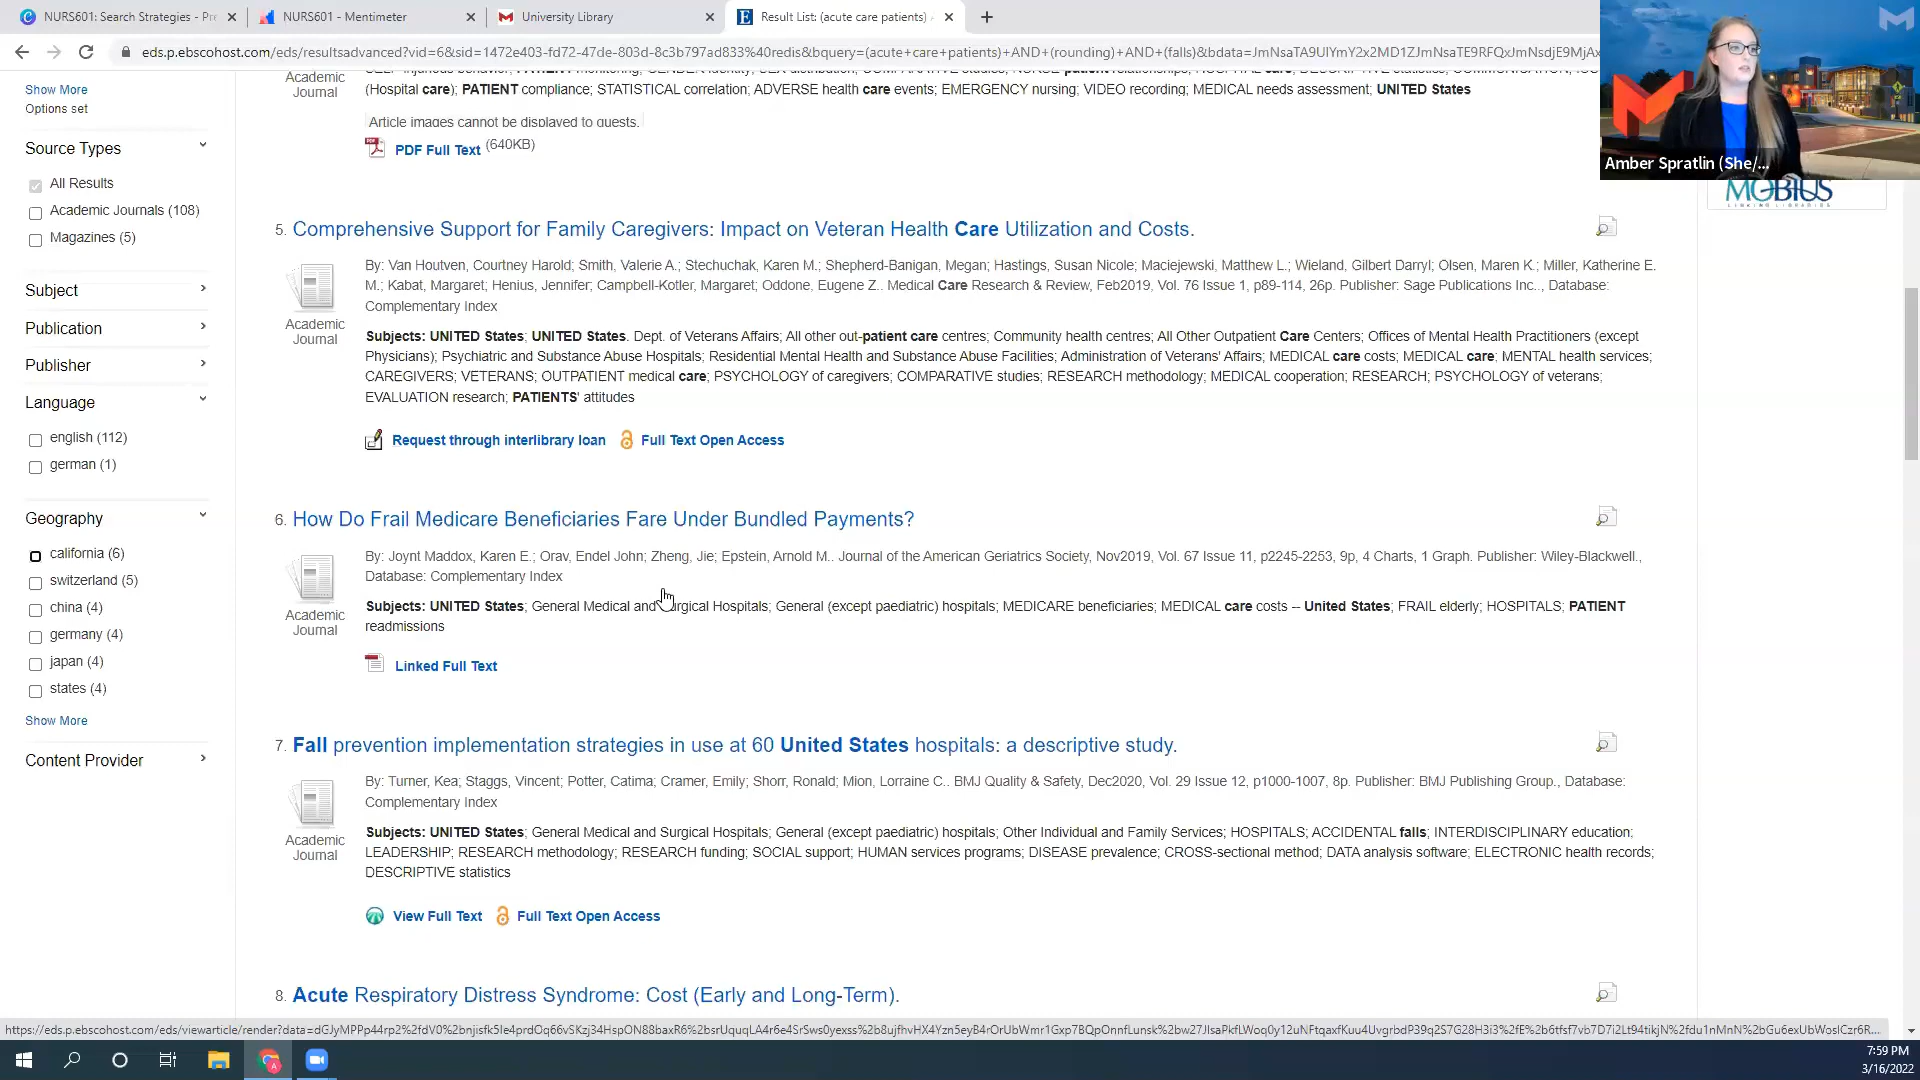 NURS601: Search Strategies - Pre
NURS601 - Mentimeter
University Library
Result List: (acute care patients)
eds.p.ebscohost.com/eds/resultsadvanced?vid=6&sid=1472e403-fd72-47de-803d-8c3b797ad833%40redis&bquery=(acute+care+patients)+AND+(rounding)+AND+(falls)&bdata=
Amber Spratlin (She/...
MOBIUS
LINKING LIBRARIES
Show More
Options set
Source Types
All Results
Academic Journals (108)
Magazines (5)
Subject
Publication
Publisher
Language
english (112)
german (1)
Geography
california (6)
switzerland (5)
china (4)
germany (4)
japan (4)
states (4)
Show More
Content Provider
Academic
Journal
(Hospital care); PATIENT compliance; STATISTICAL correlation; ADVERSE health care events; EMERGENCY nursing; VIDEO recording; MEDICAL needs assessment; UNITED States
Article images cannot be displayed to guests.
PDF Full Text (640KB)
5. Comprehensive Support for Family Caregivers: Impact on Veteran Health Care Utilization and Costs.
Academic
Journal
By: Van Houtven, Courtney Harold; Smith, Valerie A.; Stechuchak, Karen M.; Shepherd-Banigan, Megan; Hastings, Susan Nicole; Maciejewski, Matthew L.; Wieland, Gilbert Darryl; Olsen, Maren K.; Miller, Katherine E.
M.; Kabat, Margaret; Henius, Jennifer; Campbell-Kotler, Margaret; Oddone, Eugene Z.. Medical Care Research & Review, Feb2019, Vol. 76 Issue 1, p89-114, 26p. Publisher: Sage Publications Inc.., Database:
Complementary Index
Subjects: UNITED States; UNITED States. Dept. of Veterans Affairs; All other out-patient care centres; Community health centres; All Other Outpatient Care Centers; Offices of Mental Health Practitioners (except
Physicians); Psychiatric and Substance Abuse Hospitals; Residential Mental Health and Substance Abuse Facilities; Administration of Veterans' Affairs; MEDICAL care costs; MEDICAL care; MENTAL health services;
CAREGIVERS; VETERANS; OUTPATIENT medical care; PSYCHOLOGY of caregivers; COMPARATIVE studies; RESEARCH methodology; MEDICAL cooperation; RESEARCH; PSYCHOLOGY of veterans;
EVALUATION research; PATIENTS' attitudes
Request through interlibrary loan Full Text Open Access
6. How Do Frail Medicare Beneficiaries Fare Under Bundled Payments?
Academic
Journal
By: Joynt Maddox, Karen E.; Orav, Endel John; Zheng, Jie; Epstein, Arnold M.. Journal of the American Geriatrics Society, Nov2019, Vol. 67 Issue 11, p2245-2253, 9p, 4 Charts, 1 Graph. Publisher: Wiley-Blackwell.,
Database: Complementary Index
Subjects: UNITED States; General Medical and Surgical Hospitals; General (except paediatric) hospitals; MEDICARE beneficiaries; MEDICAL care costs -- United States; FRAIL elderly; HOSPITALS; PATIENT
readmissions
Linked Full Text
7. Fall prevention implementation strategies in use at 60 United States hospitals: a descriptive study.
Academic
Journal
By: Turner, Kea; Staggs, Vincent; Potter, Catima; Cramer, Emily; Shorr, Ronald; Mion, Lorraine C.. BMJ Quality & Safety, Dec2020, Vol. 29 Issue 12, p1000-1007, 8p. Publisher: BMJ Publishing Group., Database:
Complementary Index
Subjects: UNITED States; General Medical and Surgical Hospitals; General (except paediatric) hospitals; Other Individual and Family Services; HOSPITALS; ACCIDENTAL falls; INTERDISCIPLINARY education;
LEADERSHIP; RESEARCH methodology; RESEARCH funding; SOCIAL support; HUMAN services programs; DISEASE prevalence; CROSS-sectional method; DATA analysis software; ELECTRONIC health records;
DESCRIPTIVE statistics
View Full Text Full Text Open Access
8. Acute Respiratory Distress Syndrome: Cost (Early and Long-Term).
7:59 PM
3/16/2022